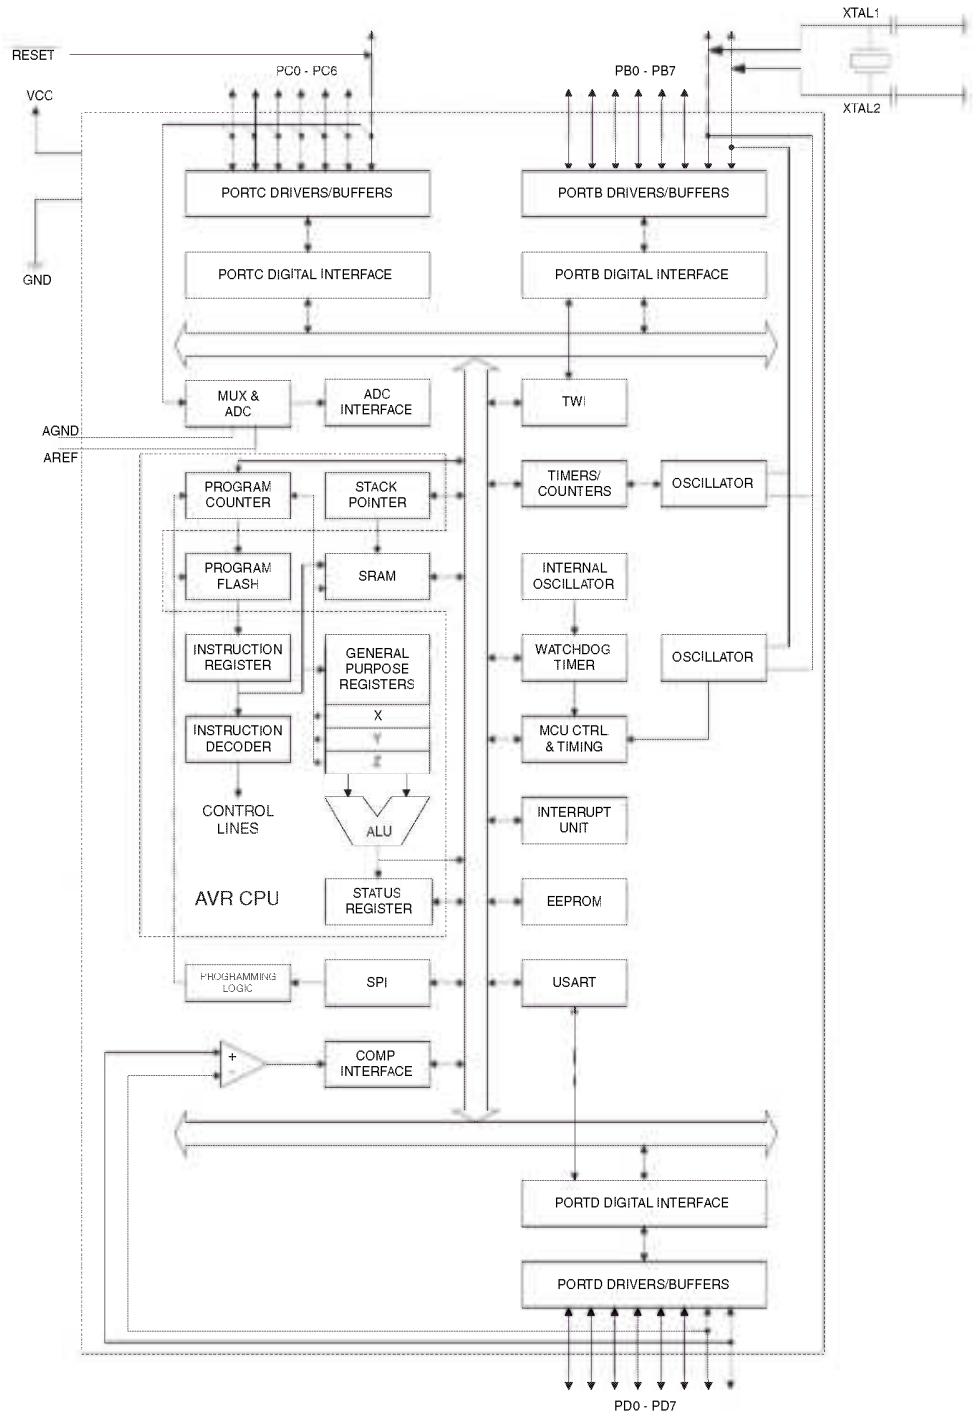 XTAL1
RESET
PC0 - PC6
PB0 - PB7
VCC
XTAL2
PORTC DRIVERS/BUFFERS
PORTB DRIVERS/BUFFERS
GND
PORTC DIGITAL INTERFACE
PORTB DIGITAL INTERFACE
MUX &
ADC
ADC
INTERFACE
TWI
AGND
AREF
PROGRAM
COUNTER
STACK
POINTER
TIMERS/
COUNTERS
OSCILLATOR
PROGRAM
FLASH
SRAM
INTERNAL
OSCILLATOR
INSTRUCTION
REGISTER
GENERAL
PURPOSE
REGISTERS
WATCHDOG
TIMER
OSCILLATOR
X
Y
Z
INSTRUCTION
DECODER
MCU CTRL.
& TIMING
CONTROL
LINES
ALU
INTERRUPT
UNIT
AVR CPU
STATUS
REGISTER
EEPROM
PROGRAMMING
LOGIC
SPI
USART
+
-
COMP.
INTERFACE
PORTD DIGITAL INTERFACE
PORTD DRIVERS/BUFFERS
PD0 - PD7